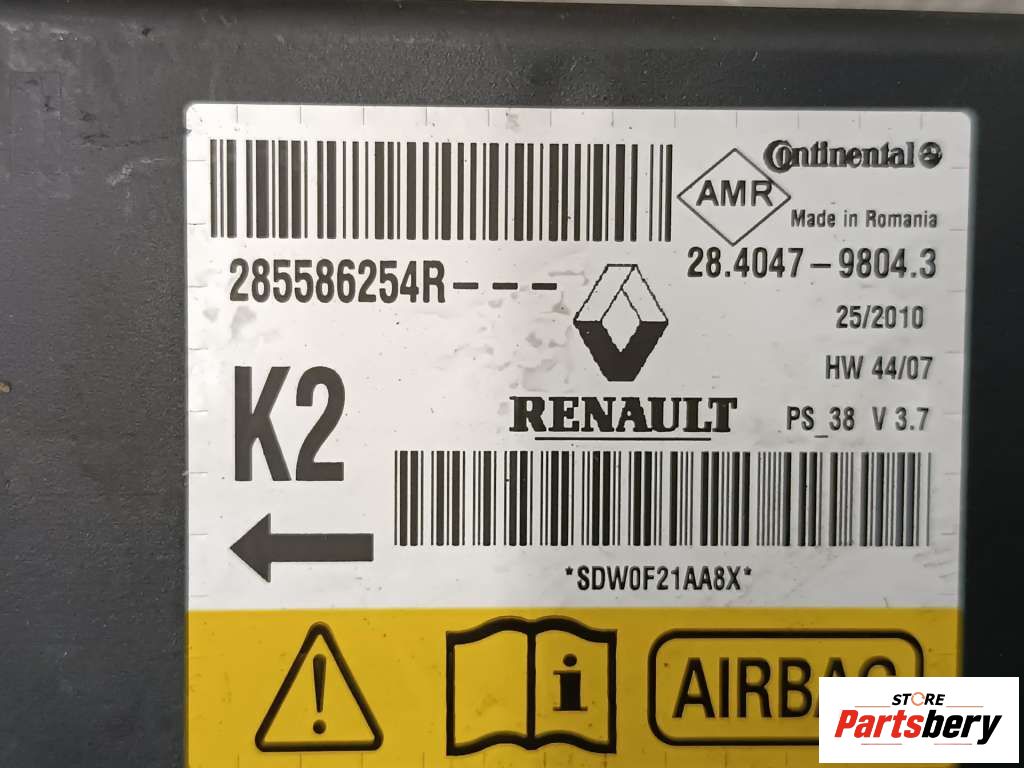 Continental
AMR
Made in Romania
285586254R---
28.4047-9804.3
25/2010
HW 44/07
K2
RENAULT
PS_38 V 3.7
*SDW0F21AA8X*
i
AIRBAG
STORE
Partsbery